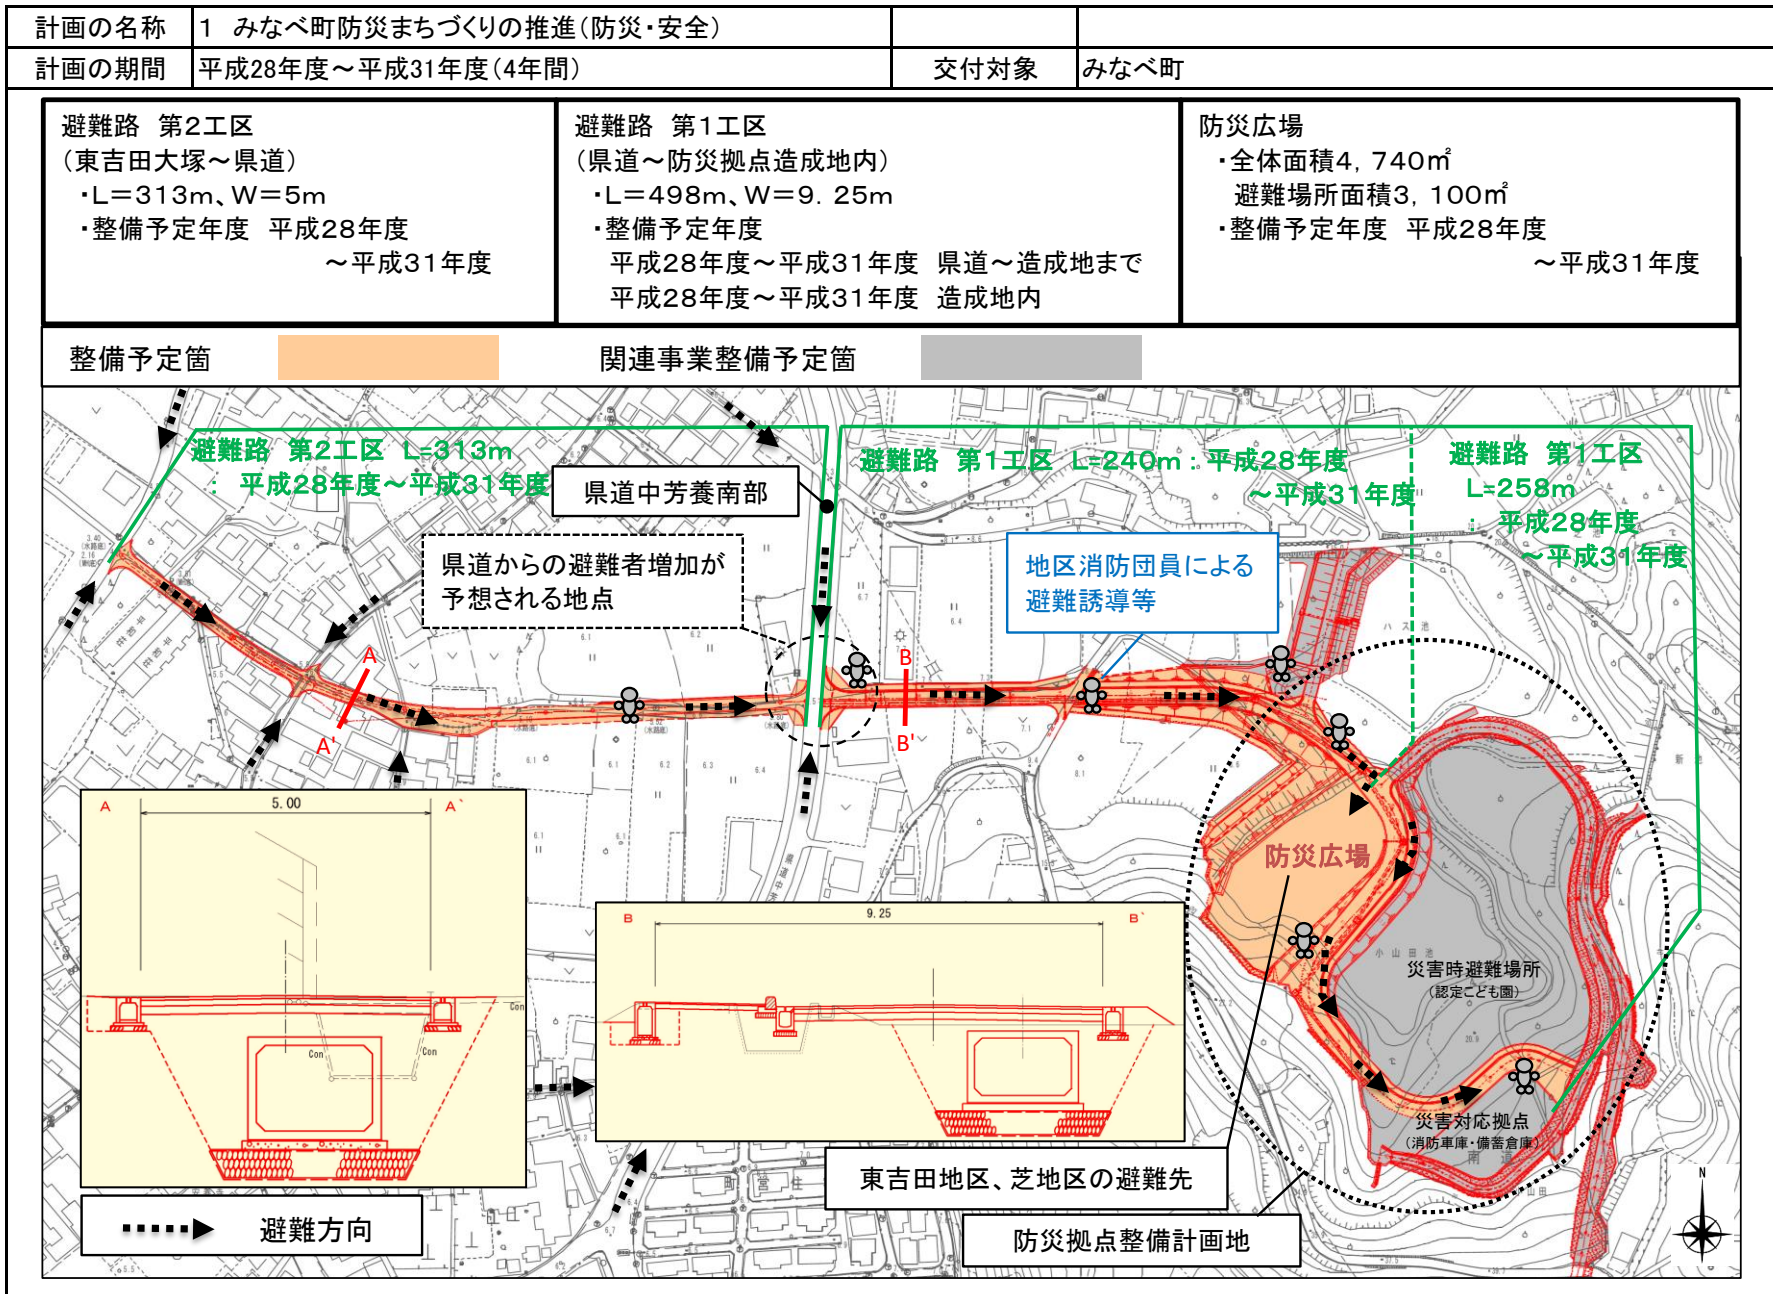 計画の名称 1 みなべ町防災まちづくりの推進(防災・安全)
計画の期間 平成28年度～平成31年度(4年間) 交付対象 みなべ町
避難路 第2工区
(東吉田大塚～県道)
・L=313m、W=5m
・整備予定年度 平成28年度
～平成31年度
避難路 第1工区
(県道～防災拠点造成地内)
・L=498m、W=9.25m
・整備予定年度
平成28年度～平成31年度 県道～造成地まで
平成28年度～平成31年度 造成地内
防災広場
・全体面積4,740㎡
避難場所面積3,100㎡
・整備予定年度 平成28年度
～平成31年度
整備予定箇 関連事業整備予定箇
避難路 第2工区 L=313m
：平成28年度～平成31年度
県道中芳養南部
避難路 第1工区 L=240m：平成28年度
～平成31年度
避難路 第1工区
L=258m
：平成28年度
～平成31年度
県道からの避難者増加が
予想される地点
地区消防団員による
避難誘導等
A
A'
B
B'
ハス池
新池
防災広場
小山田池
災害時避難場所
(認定こども園)
災害対応拠点
(消防車庫・備蓄倉庫)
南道
A 5.00 A`
Con
Con
Con
B 9.25 B`
東吉田地区、芝地区の避難先
防災拠点整備計画地
町営住
避難方向
N